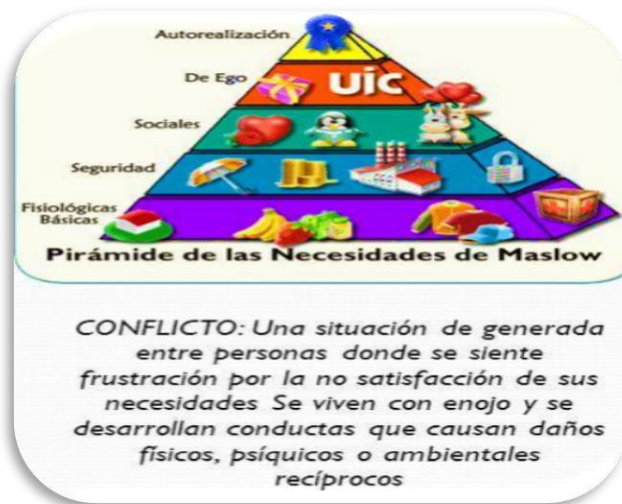 Autorealización
De Ego
UIC
Sociales
Seguridad
Fisiológicas
Básicas
Pirámide de las Necesidades de Maslow
CONFLICTO: Una situación de generada
entre personas donde se siente
frustración por la no satisfacción de sus
necesidades Se viven con enojo y se
desarrollan conductas que causan daños
físicos, psíquicos o ambientales
recíprocos